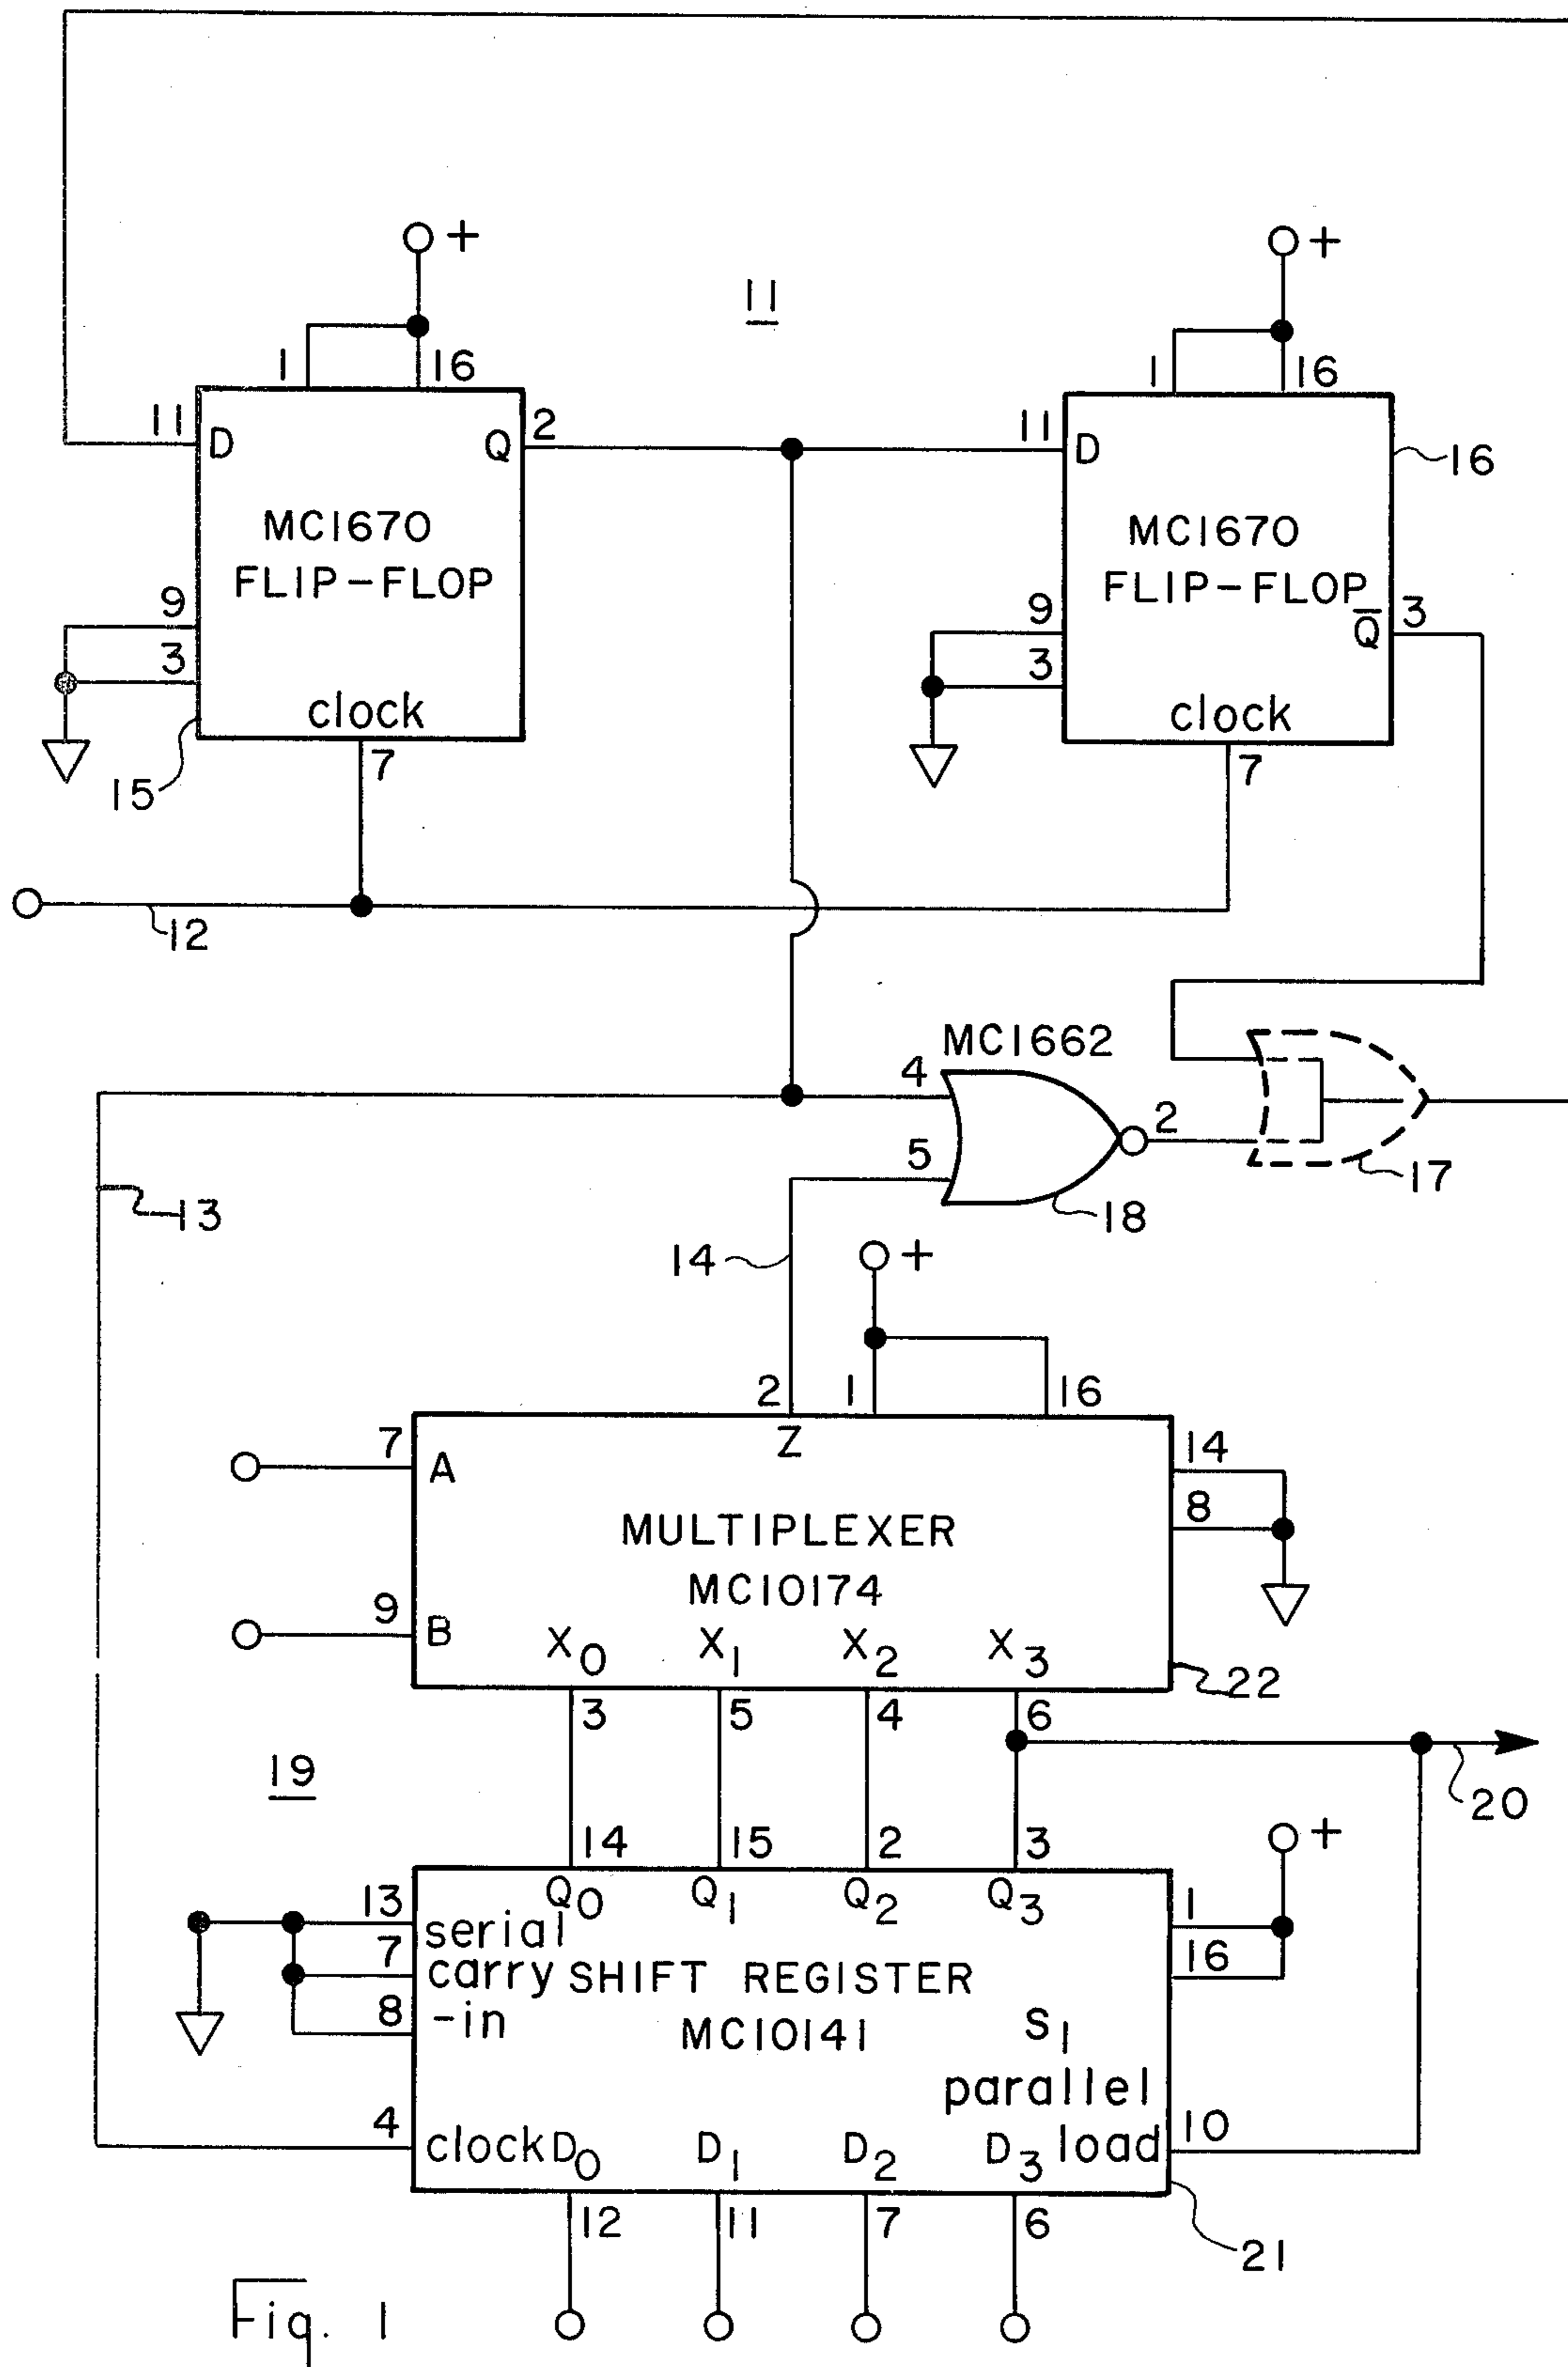 +
+
11
1
16
1
16
11
D
Q
2
11
D
16
MC1670
FLIP-FLOP
MC1670
FLIP-FLOP
9
3
9
3
Q̅
3
clock
clock
15
7
7
12
MC1662
4
2
5
17
13
18
14
+
2
1
16
Z
7
A
14
8
MULTIPLEXER
MC10174
9
B
X0
X1
X2
X3
22
3
5
4
6
19
20
14
15
2
3
+
Q0
Q1
Q2
Q3
13
serial
1
7
carry
SHIFT REGISTER
16
8
-in
MC10141
S1
parallel
4
clock
D0
D1
D2
D3
load
10
12
11
7
6
21
Fig. 1